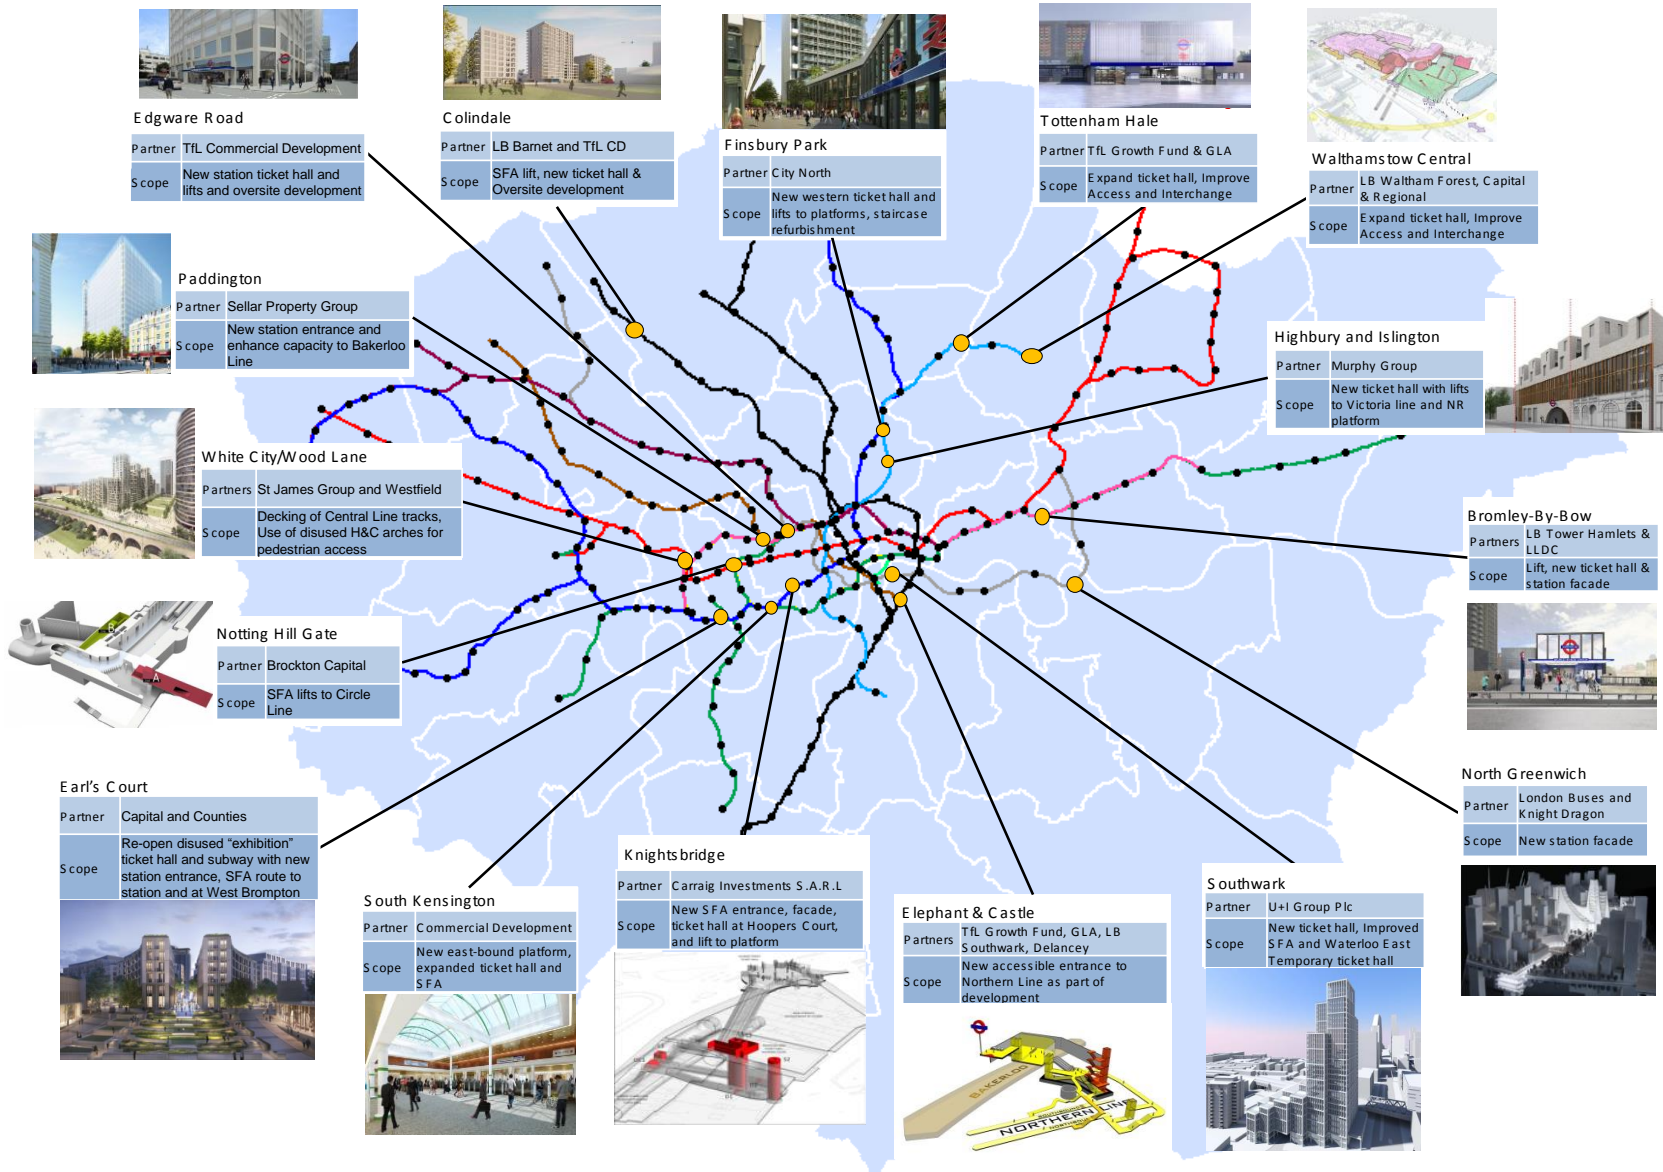 Edgware Road
Partner TfL Commercial Development
Scope New station ticket hall and
lifts and oversite development
Colindale
Partner LB Barnet and TfL CD
Scope SFA lift, new ticket hall &
Oversite development
Finsbury Park
Partner City North
Scope New western ticket hall and
lifts to platforms, staircase
refurbishment
Tottenham Hale
Partner TfL Growth Fund & GLA
Scope Expand ticket hall, Improve
Access and Interchange
Walthamstow Central
Partner LB Waltham Forest, Capital
& Regional
Scope Expand ticket hall, Improve
Access and Interchange
Paddington
Partner Sellar Property Group
Scope New station entrance and
enhance capacity to Bakerloo
Line
Highbury and Islington
Partner Murphy Group
Scope New ticket hall with lifts
to Victoria line and NR
platform
White City/Wood Lane
Partners St James Group and Westfield
Scope Decking of Central Line tracks,
Use of disused H&C arches for
pedestrian access
Bromley-By-Bow
Partners LB Tower Hamlets &
LLDC
Scope Lift, new ticket hall &
station facade
Notting Hill Gate
Partner Brockton Capital
Scope SFA lifts to Circle
Line
B
A
Earl's Court
Partner Capital and Counties
Scope Re-open disused “exhibition”
ticket hall and subway with new
station entrance, SFA route to
station and at West Brompton
South Kensington
Partner Commercial Development
Scope New east-bound platform,
expanded ticket hall and
SFA
Knightsbridge
Partner Carraig Investments S.A.R.L
Scope New SFA entrance, facade,
ticket hall at Hoopers Court,
and lift to platform
Elephant & Castle
Partners TfL Growth Fund, GLA, LB
Southwark, Delancey
Scope New accessible entrance to
Northern Line as part of
development
BAKERLOO
SOUTHBOUND
NORTHERN LINE
Southwark
Partner U+I Group Plc
Scope New ticket hall, Improved
SFA and Waterloo East
Temporary ticket hall
North Greenwich
Partner London Buses and
Knight Dragon
Scope New station facade